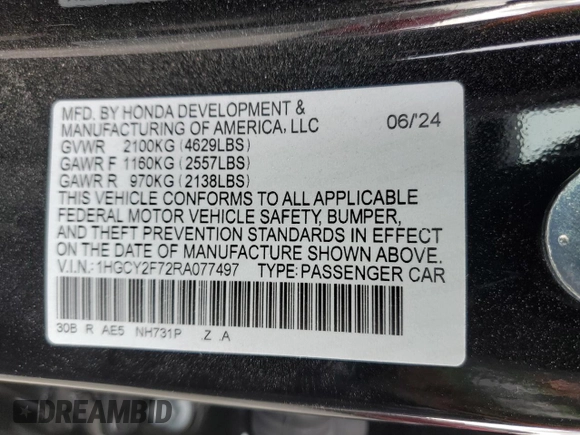 MFD. BY HONDA DEVELOPMENT &
MANUFACTURING OF AMERICA, LLC 06/'24
GVWR 2100KG (4629LBS)
GAWR F 1160KG (2557LBS)
GAWR R 970KG (2138LBS)
THIS VEHICLE CONFORMS TO ALL APPLICABLE
FEDERAL MOTOR VEHICLE SAFETY, BUMPER,
AND THEFT PREVENTION STANDARDS IN EFFECT
ON THE DATE OF MANUFACTURE SHOWN ABOVE.
V.I.N.: 1HGCY2F72RA077497 TYPE: PASSENGER CAR
30B R AE5 NH731P .Z .A
DREAMBID